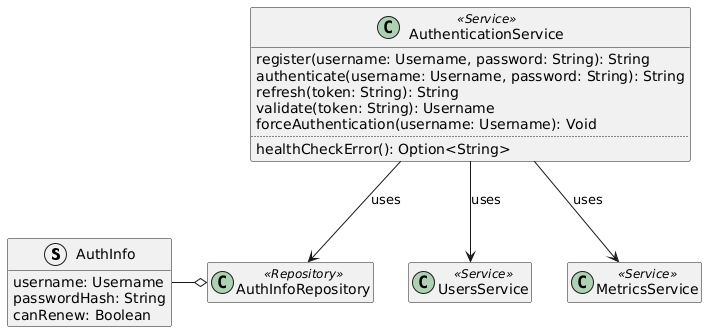 «Service»
C AuthenticationService
register(username: Username, password: String): String
authenticate(username: Username, password: String): String
refresh(token: String): String
validate(token: String): Username
forceAuthentication(username: Username): Void
healthCheckError(): Option<String>
uses
uses
uses
S AuthInfo
username: Username
passwordHash: String
canRenew: Boolean
«Repository»
C AuthInfoRepository
«Service»
C UsersService
«Service»
C MetricsService